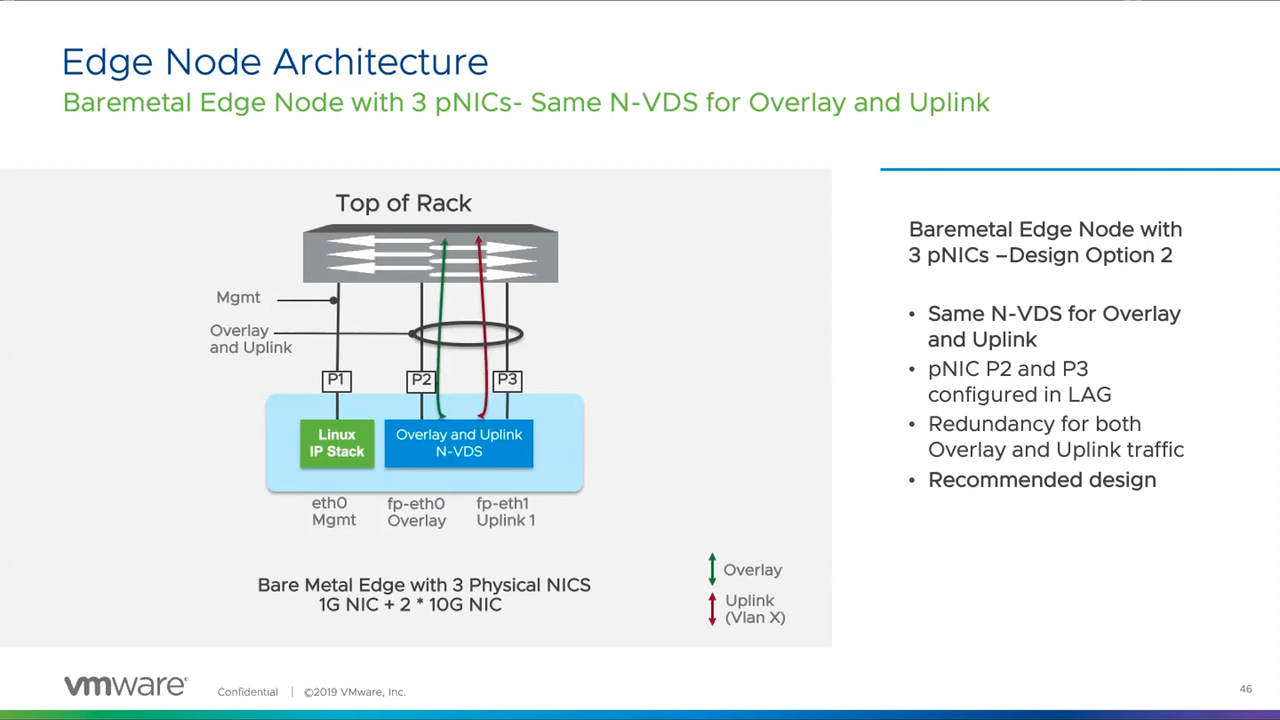 Edge Node Architecture
Baremetal Edge Node with 3 pNICs- Same N-VDS for Overlay and Uplink
Top of Rack
Mgmt
Overlay
and Uplink
P1
P2
P3
Linux
IP Stack
Overlay and Uplink
N-VDS
eth0
Mgmt
fp-eth0
Overlay
fp-eth1
Uplink 1
Bare Metal Edge with 3 Physical NICS
1G NIC + 2 * 10G NIC
Overlay
Uplink
(Vlan X)
Baremetal Edge Node with
3 pNICs –Design Option 2
• Same N-VDS for Overlay
and Uplink
• pNIC P2 and P3
configured in LAG
• Redundancy for both
Overlay and Uplink traffic
• Recommended design
vmware®
Confidential | ©2019 VMware, Inc.
46